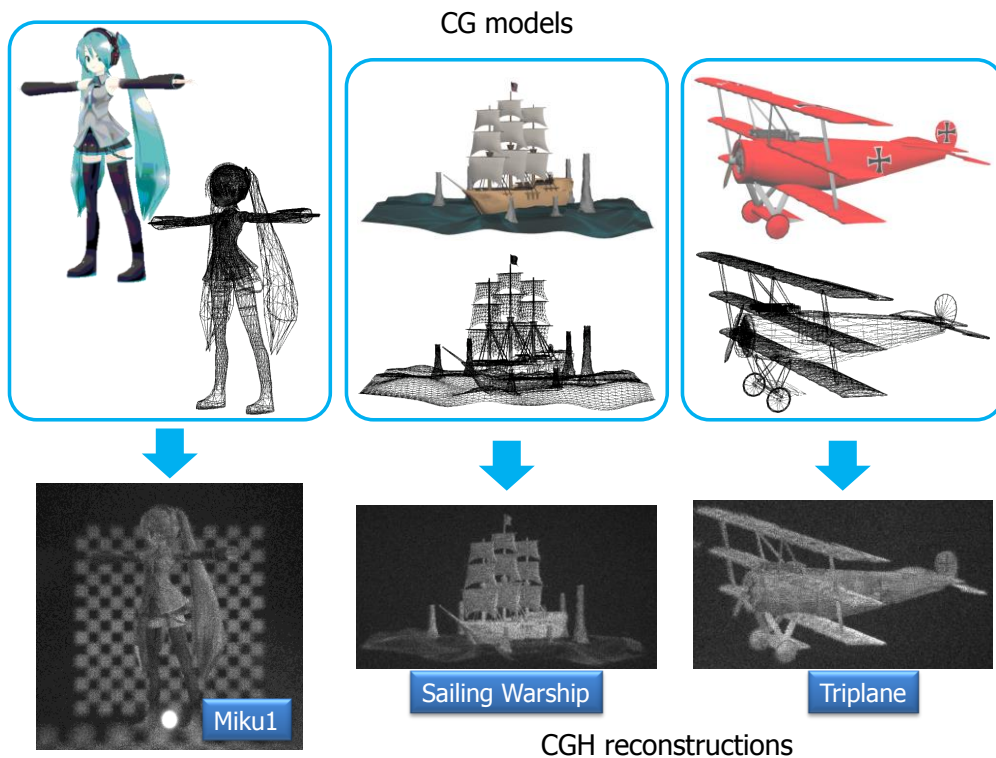 CG models
Miku1
Sailing Warship
Triplane
CGH reconstructions